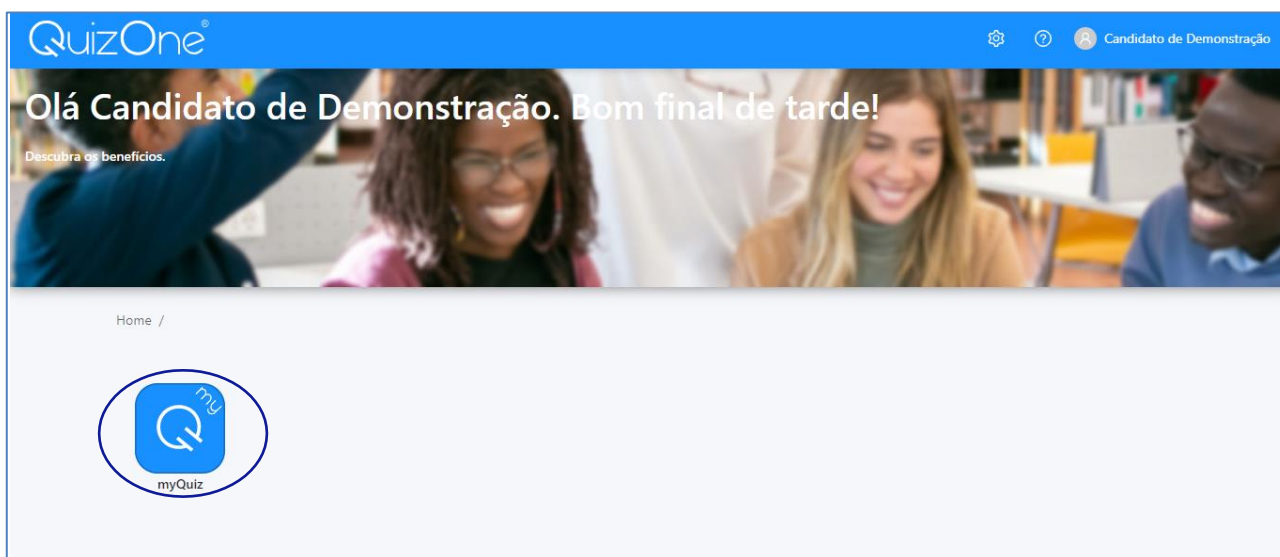 QuizOne®
Candidato de Demonstração
Olá Candidato de Demonstração. Bom final de tarde!
Descubra os benefícios.
Home /
my
Q
myQuiz